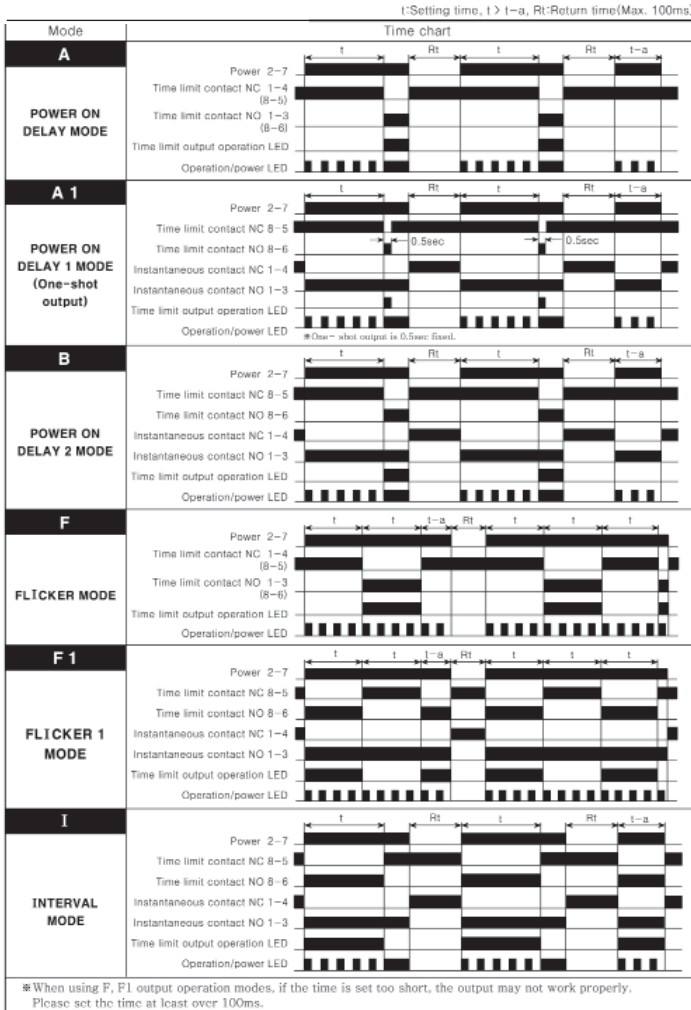 t:Setting time, t > t-a, Rt:Return time(Max. 100ms)
Mode Time chart
A
POWER ON
DELAY MODE
t Rt t Rt t-a
Power 2-7
Time limit contact NC 1-4
(8-5)
Time limit contact NO 1-3
(8-6)
Time limit output operation LED
Operation/power LED
A 1
POWER ON
DELAY 1 MODE
(One-shot
output)
t Rt t Rt t-a
Power 2-7
Time limit contact NC 8-5
0.5sec 0.5sec
Time limit contact NO 8-6
Instantaneous contact NC 1-4
Instantaneous contact NO 1-3
Time limit output operation LED
Operation/power LED
※One- shot output is 0.5sec fixed.
B
POWER ON
DELAY 2 MODE
t Rt t Rt t-a
Power 2-7
Time limit contact NC 8-5
Time limit contact NO 8-6
Instantaneous contact NC 1-4
Instantaneous contact NO 1-3
Time limit output operation LED
Operation/power LED
F
FLICKER MODE
t t t-a Rt t t t
Power 2-7
Time limit contact NC 1-4
(8-5)
Time limit contact NO 1-3
(8-6)
Time limit output operation LED
Operation/power LED
F 1
FLICKER 1
MODE
t t t-a Rt t t t
Power 2-7
Time limit contact NC 8-5
Time limit contact NO 8-6
Instantaneous contact NC 1-4
Instantaneous contact NO 1-3
Time limit output operation LED
Operation/power LED
I
INTERVAL
MODE
t Rt t Rt t-a
Power 2-7
Time limit contact NC 8-5
Time limit contact NO 8-6
Instantaneous contact NC 1-4
Instantaneous contact NO 1-3
Time limit output operation LED
Operation/power LED
※When using F, F1 output operation modes, if the time is set too short, the output may not work properly.
Please set the time at least over 100ms.